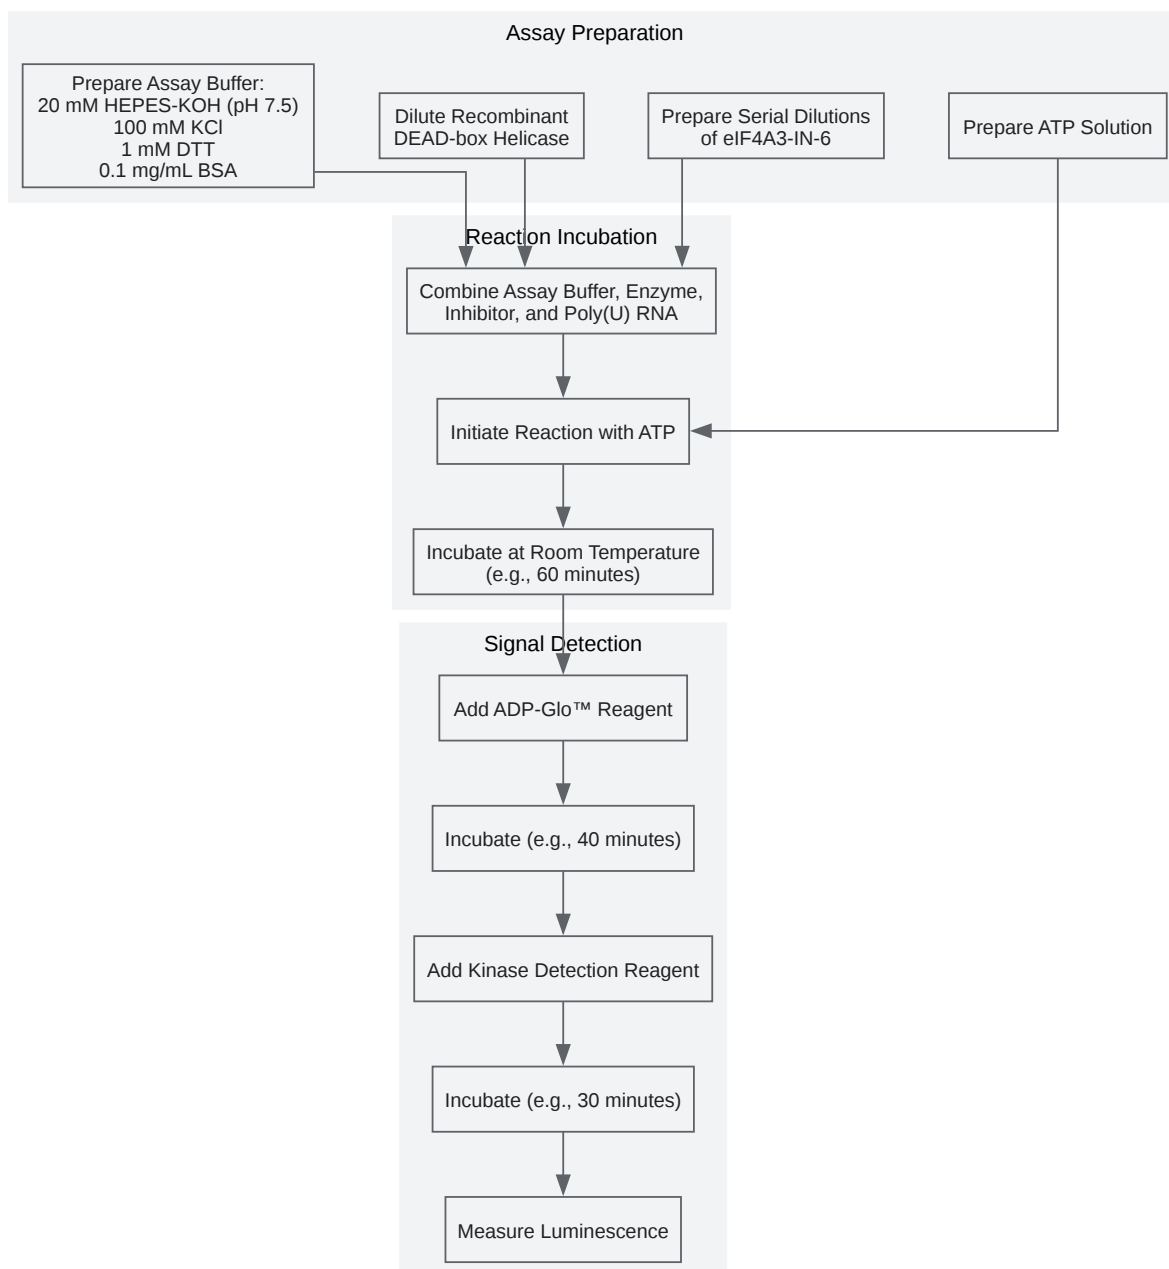 Assay Preparation
Prepare Assay Buffer:
20 mM HEPES-KOH (pH 7.5)
100 mM KCl
1 mM DTT
0.1 mg/mL BSA
Dilute Recombinant
DEAD-box Helicase
Prepare Serial Dilutions
of eIF4A3-IN-6
Prepare ATP Solution
Reaction Incubation
Combine Assay Buffer, Enzyme,
Inhibitor, and Poly(U) RNA
Initiate Reaction with ATP
Incubate at Room Temperature
(e.g., 60 minutes)
Signal Detection
Add ADP-Glo™ Reagent
Incubate (e.g., 40 minutes)
Add Kinase Detection Reagent
Incubate (e.g., 30 minutes)
Measure Luminescence